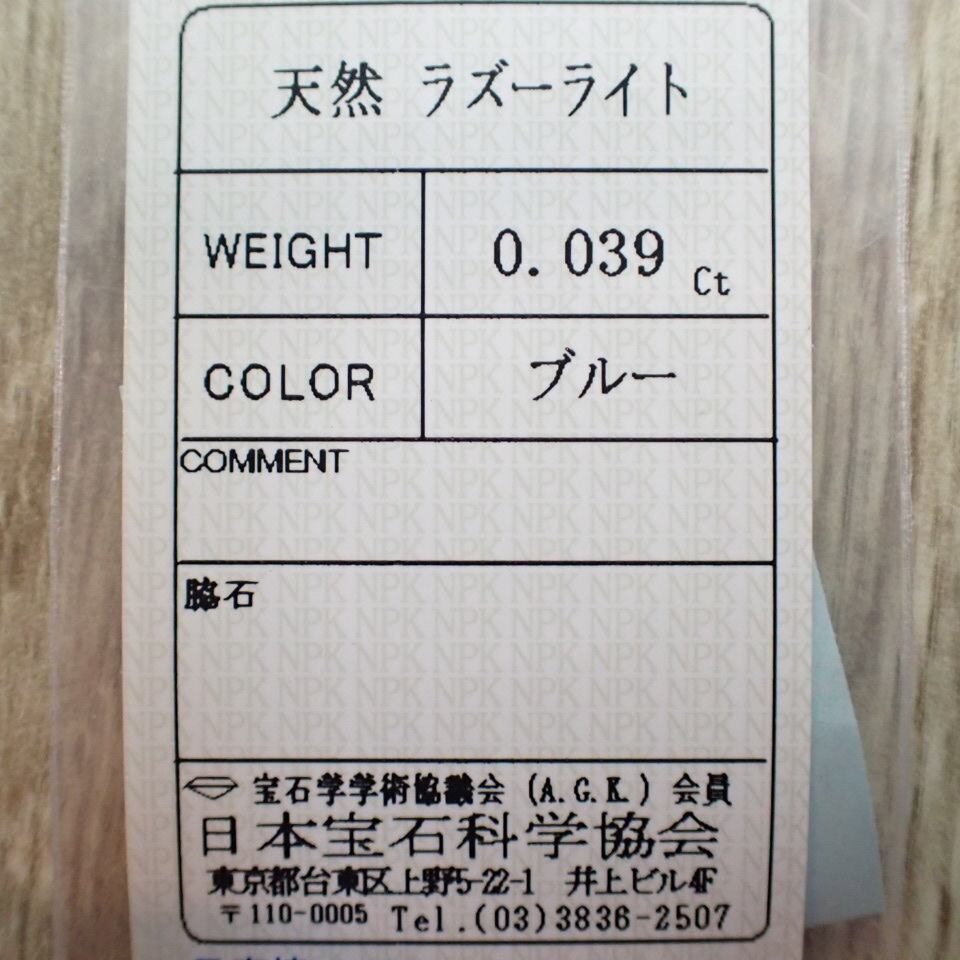 天然 ラズーライト
WEIGHT 0.039 Ct
COLOR ブルー
COMMENT
脇石
宝石学学術協議会 (A.G.K.) 会員
日本宝石科学協会
東京都台東区上野5-22-1 井上ビル4F
〒110-0005 Tel.(03)3836-2507